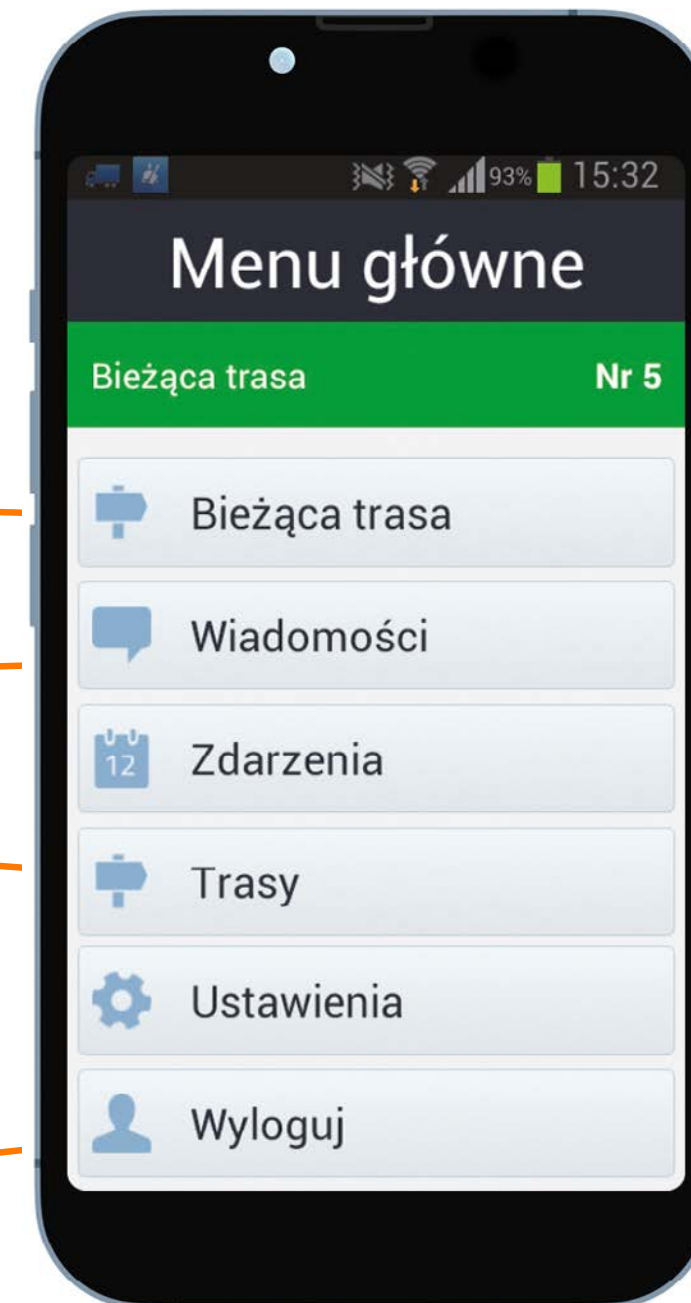 93% 15:32
Menu główne
Bieżąca trasa Nr 5
Bieżąca trasa
Wiadomości
12 Zdarzenia
Trasy
Ustawienia
Wyloguj